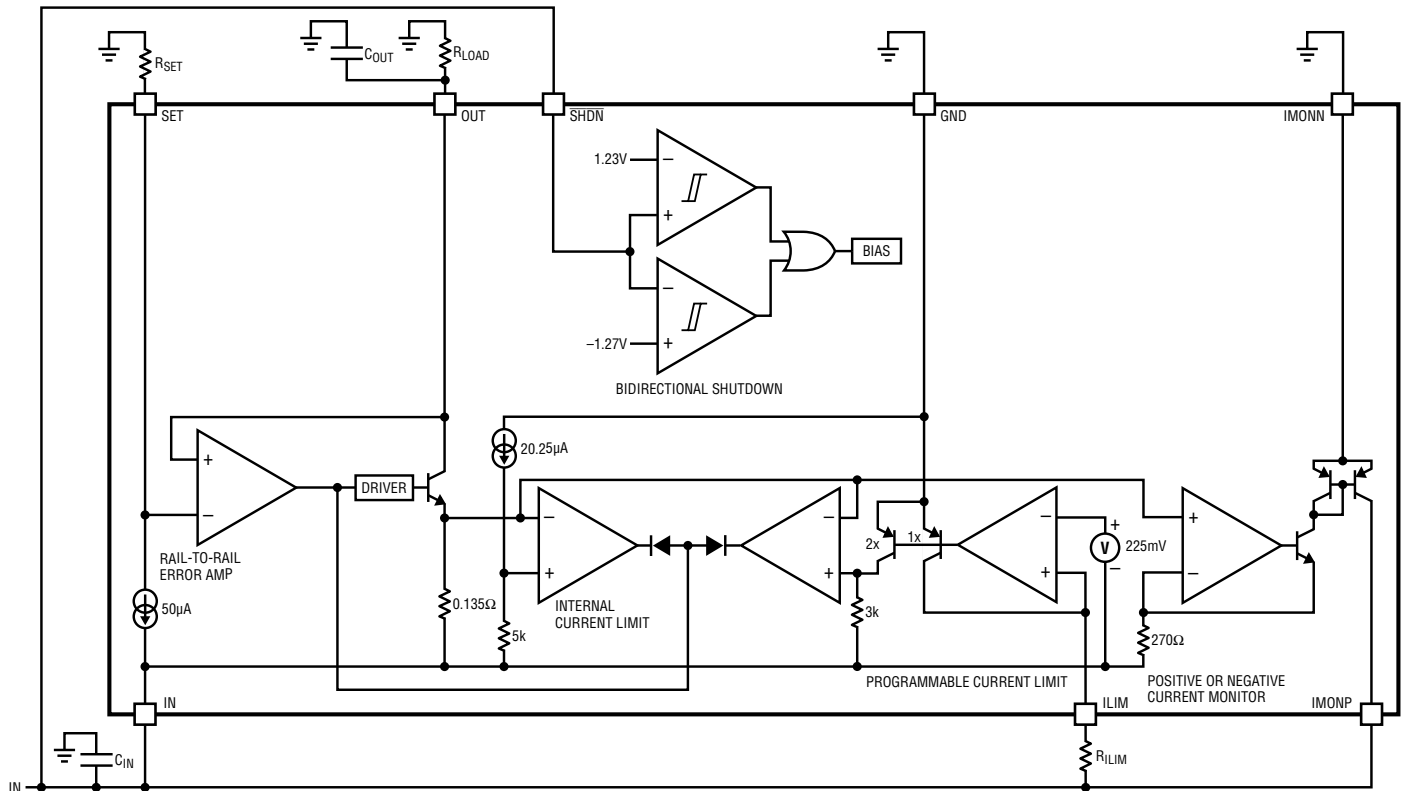 RSET
COUT
RLOAD
SET
OUT
SHDN
GND
IMONN
1.23V
–
+
–
–1.27V
+
BIAS
BIDIRECTIONAL SHUTDOWN
20.25µA
+
–
RAIL-TO-RAIL
ERROR AMP
DRIVER
–
+
INTERNAL
CURRENT LIMIT
–
+
2x
1x
–
+
+
V
–
225mV
+
–
50µA
0.135Ω
5k
3k
270Ω
PROGRAMMABLE CURRENT LIMIT
POSITIVE OR NEGATIVE
CURRENT MONITOR
IN
ILIM
IMONP
CIN
RILIM
IN